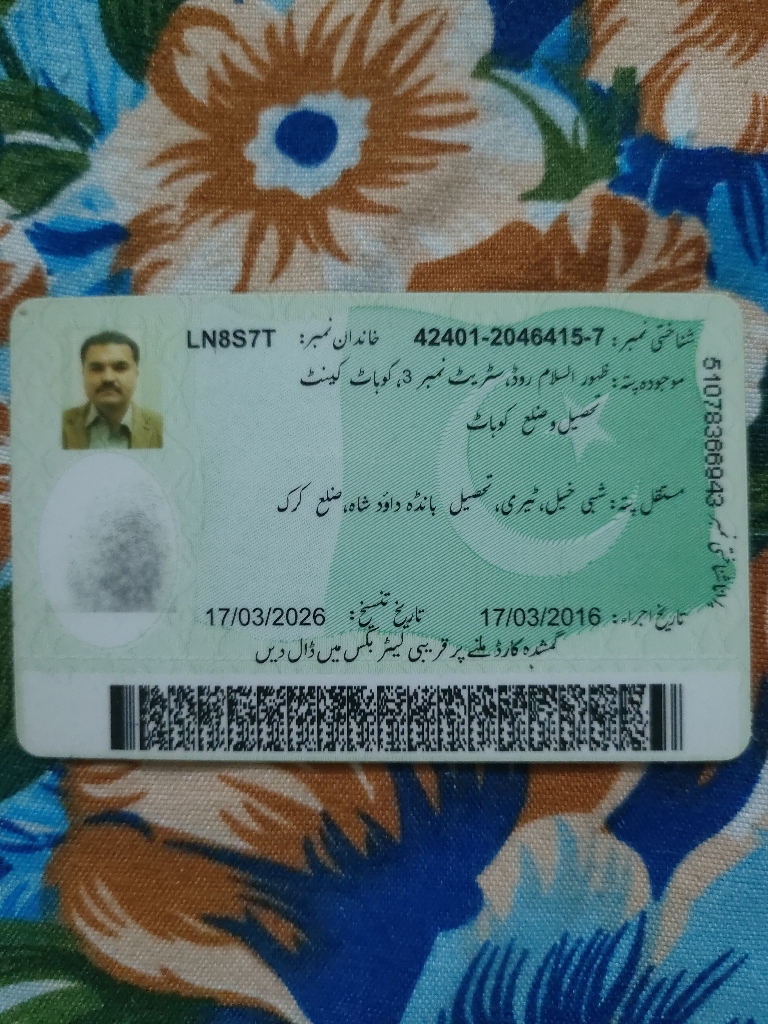 شناختی نمبر: 42401-2046415-7 خاندان نمبر: LN8S7T
موجودہ پتہ: ظہور السلام روڈ، سٹریٹ نمبر 3، کوہاٹ کینٹ
تحصیل و ضلع کوہاٹ
مستقل پتہ: شبی خیل، ٹیری، تحصیل بانڈہ داؤد شاہ، ضلع کرک
تاریخ اجراء: 17/03/2016 تاریخ تنسیخ: 17/03/2026
گمشدہ کارڈ ملنے پر قریبی لیٹر بکس میں ڈال دیں
51078366943